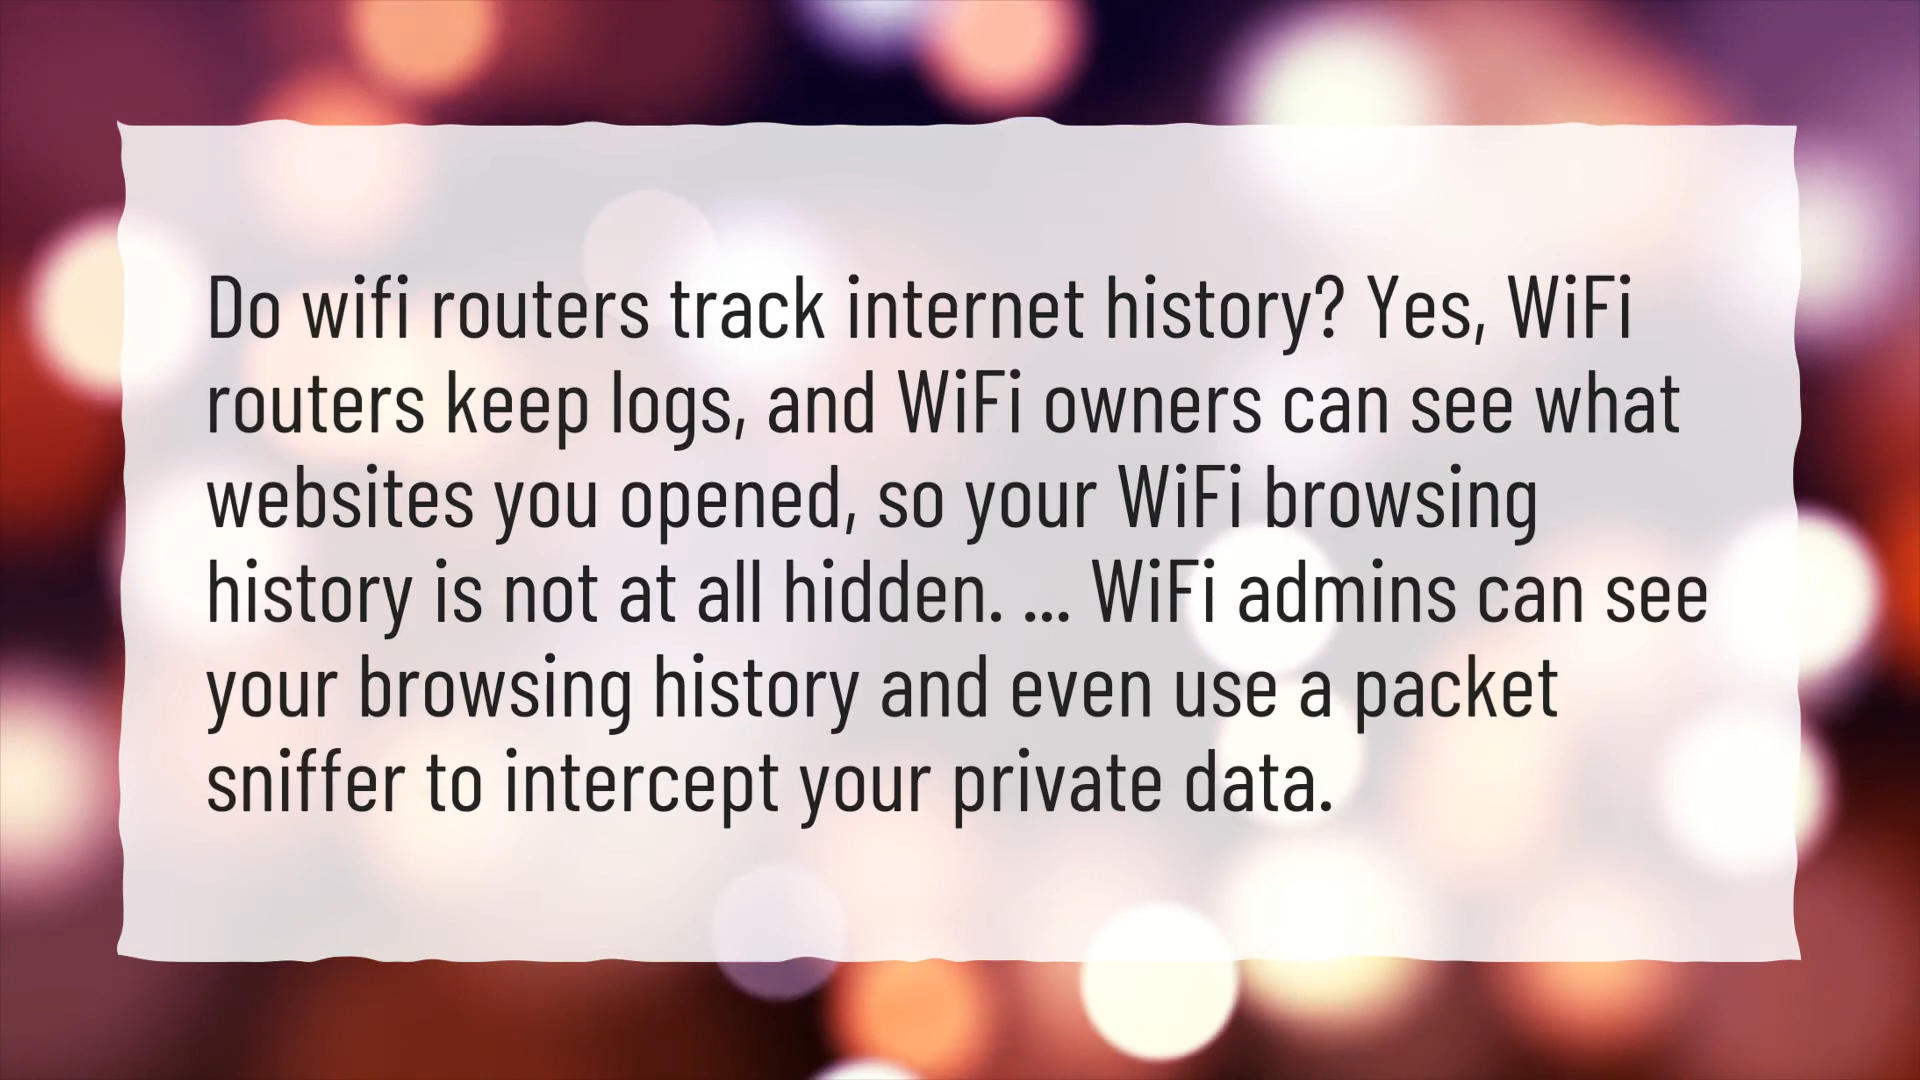 Do wifi routers track internet history? Yes, WiFi
routers keep logs, and WiFi owners can see what
websites you opened, so your WiFi browsing
history is not at all hidden. ... WiFi admins can see
your browsing history and even use a packet
sniffer to intercept your private data.